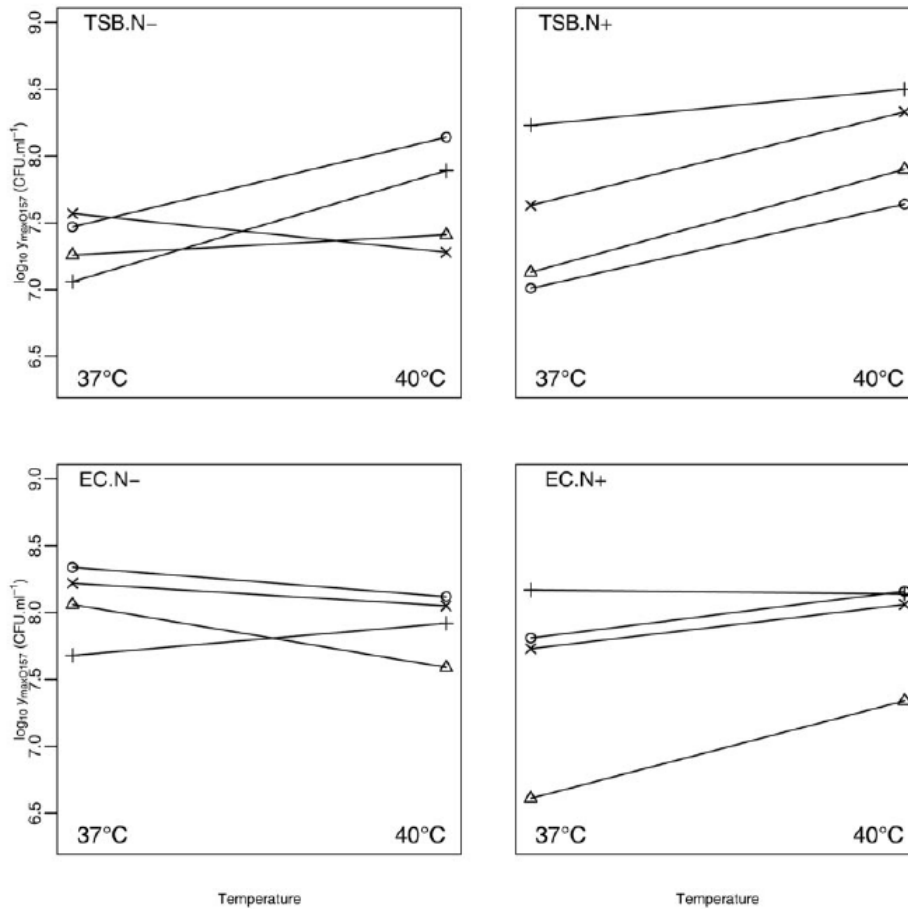 TSB.N−
TSB.N+
9.0
8.5
8.0
7.5
7.0
6.5
log10 ymaxO157 (CFU.ml−1)
37°C 40°C
37°C 40°C
EC.N−
EC.N+
9.0
8.5
8.0
7.5
7.0
6.5
log10 ymaxO157 (CFU.ml−1)
37°C 40°C
37°C 40°C
Temperature
Temperature